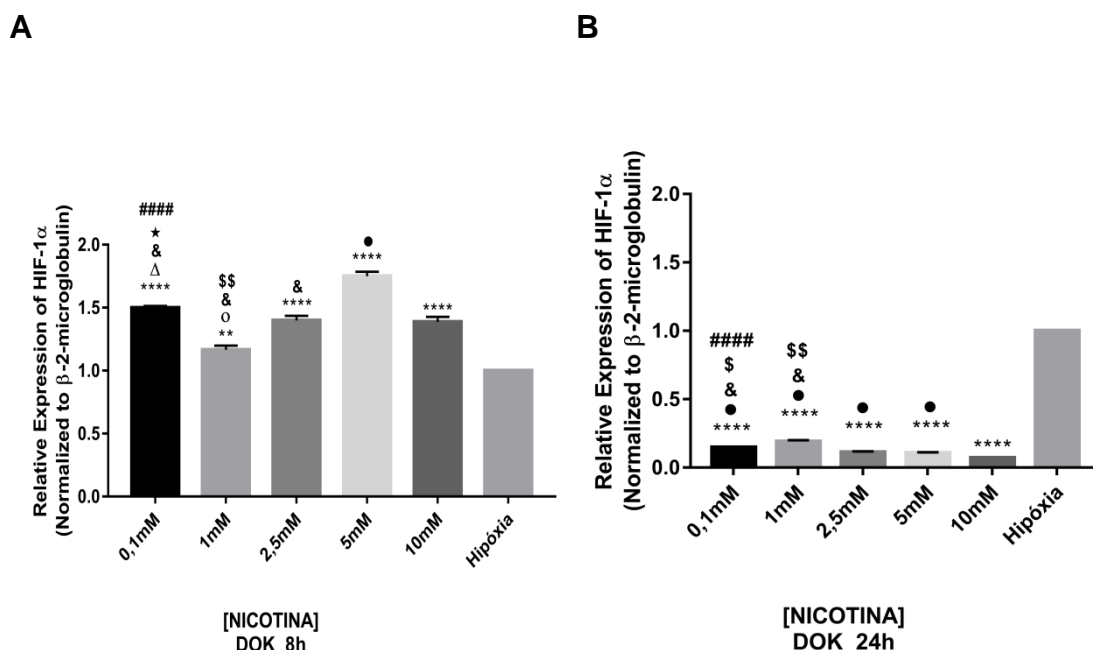 A
Relative Expression of HIF-1α
(Normalized to β-2-microglobulin)
2.0
1.5
1.0
0.5
0.0
####
★
&
Δ
****
$$
&
o
**
&
****
●
****
****
0,1mM
1mM
2,5mM
5mM
10mM
Hipóxia
[NICOTINA]
DOK 8h
B
Relative Expression of HIF-1α
(Normalized to β-2-microglobulin)
2.0
1.5
1.0
0.5
0.0
####
$
&
●
****
$$
&
●
****
●
****
●
****
****
0,1mM
1mM
2,5mM
5mM
10mM
Hipóxia
[NICOTINA]
DOK 24h